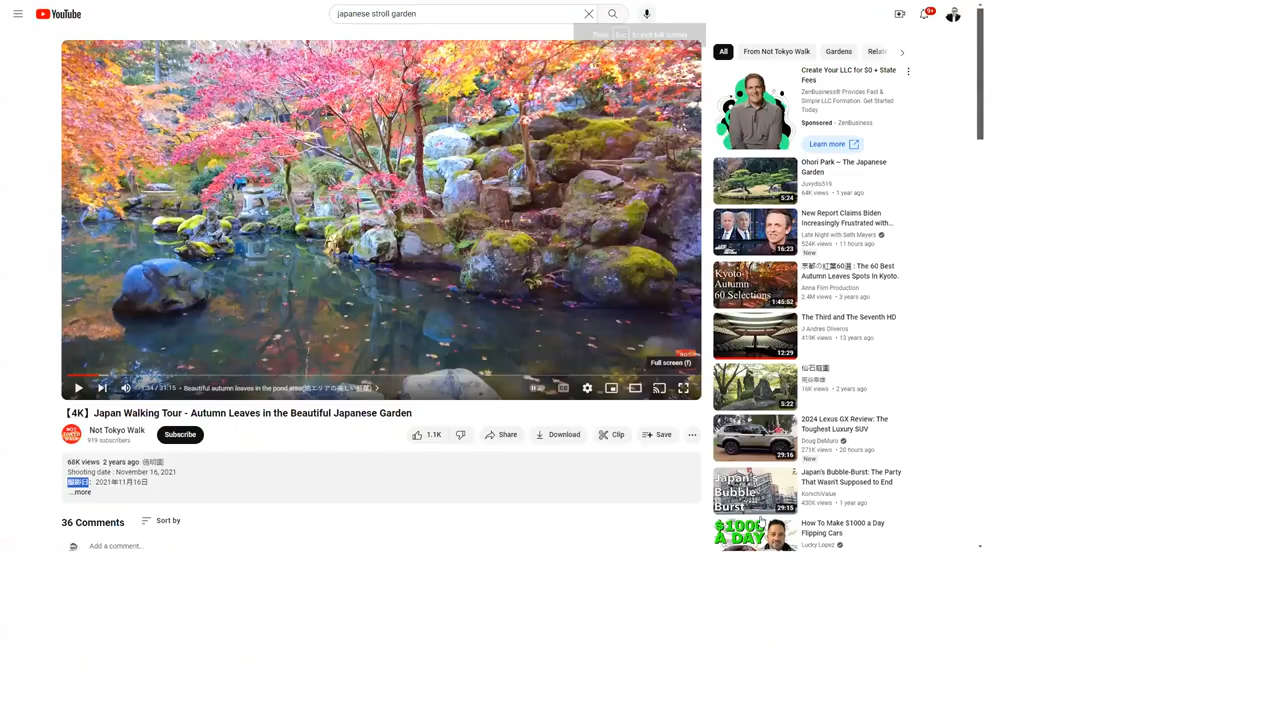 YouTube
japanese stroll garden
9+
Full screen (f)
1:34 / 31:15 • Beautiful autumn leaves in the pond area
【4K】Japan Walking Tour - Autumn Leaves in the Beautiful Japanese Garden
Not Tokyo Walk
919 subscribers
Subscribe
1.1K
Share
Download
Clip
Save
68K views 2 years ago
Shooting date : November 16, 2021
撮影日： 2021年11月16日
...more
36 Comments
Sort by
Add a comment...
All
From Not Tokyo Walk
Gardens
Create Your LLC for $0 + State
Fees
ZenBusiness® Provides Fast &
Simple LLC Formation. Get Started
Today.
Sponsored • ZenBusiness
Learn more
Ohori Park ~ The Japanese
Garden
Juvydis519
64K views • 1 year ago
5:24
New Report Claims Biden
Increasingly Frustrated with...
Late Night with Seth Meyers
524K views • 11 hours ago
New
16:23
京都の紅葉60選 : The 60 Best
Autumn Leaves Spots In Kyoto.
Anna Film Production
2.4M views • 3 years ago
Kyoto
Autumn
60 Selections
1:45:52
The Third and The Seventh HD
J Andres Oliveros
419K views • 13 years ago
12:29
仙石庭園
16K views • 2 years ago
5:22
2024 Lexus GX Review: The
Toughest Luxury SUV
Doug DeMuro
271K views • 20 hours ago
New
29:16
Japan's Bubble-Burst: The Party
That Wasn't Supposed to End
KonichiValue
430K views • 1 year ago
Japan's
Bubble
Burst
29:15
How To Make $1000 a Day
Flipping Cars
Lucky Lopez
$1000
A DAY